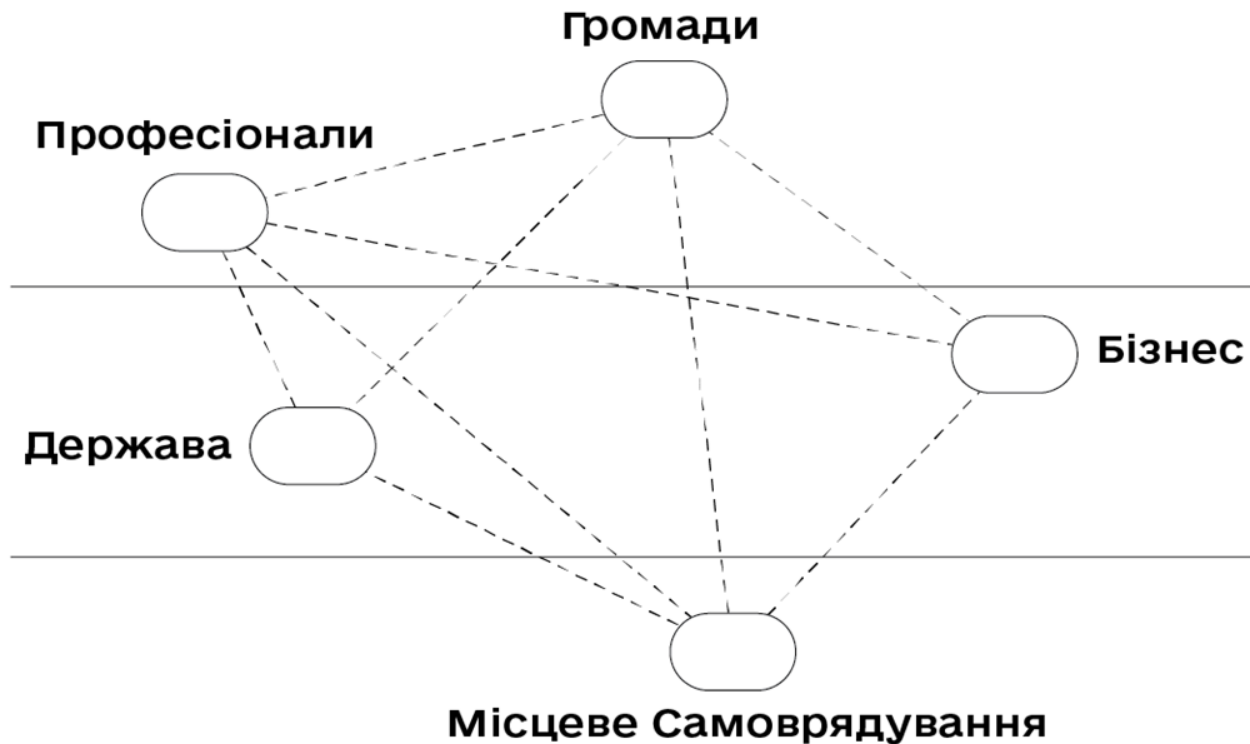 Громади
Професіонали
Бізнес
Держава
Місцеве Самоврядування